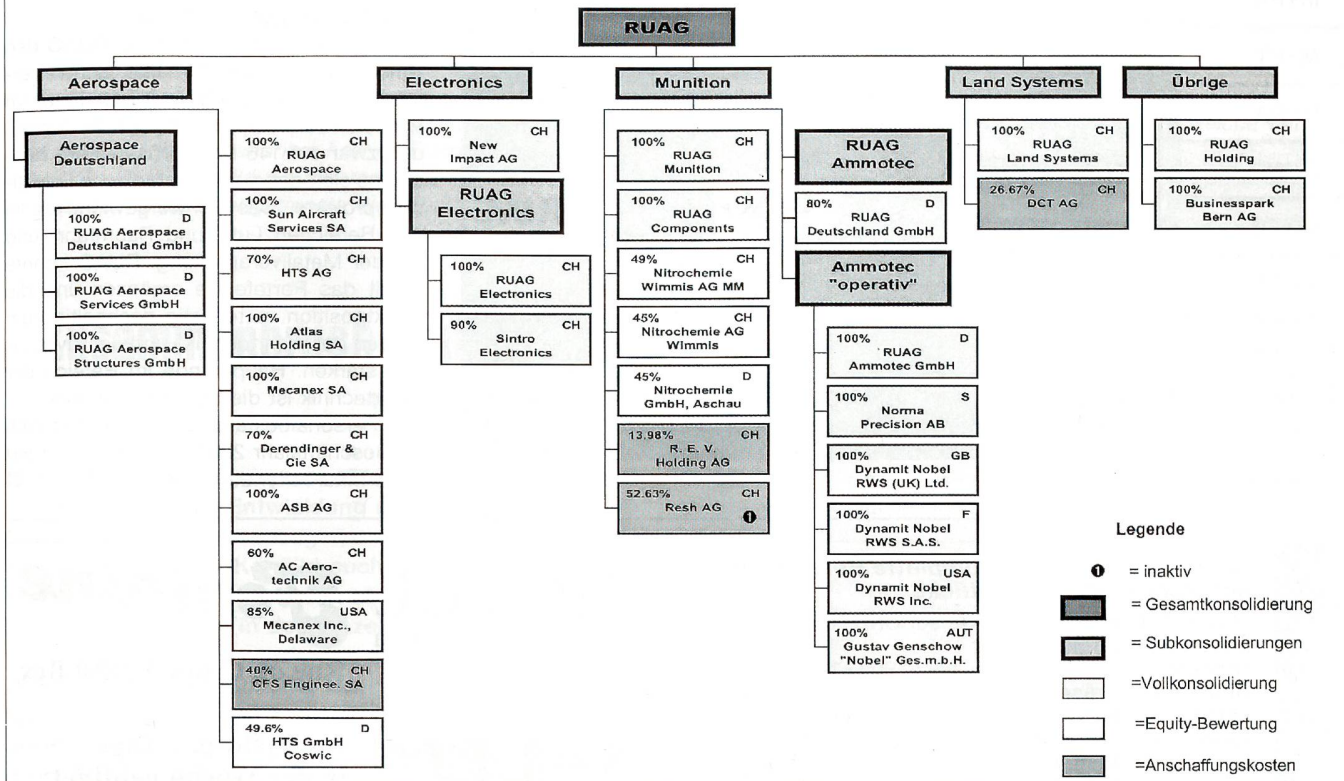 RUAG
Aerospace
Electronics
Munition
Land Systems
Übrige
Aerospace
Deutschland
100% D
RUAG Aerospace
Deutschland GmbH
100% D
RUAG Aerospace
Services GmbH
100% D
RUAG Aerospace
Structures GmbH
100% CH
RUAG
Aerospace
100% CH
Sun Aircraft
Services SA
70% CH
HTS AG
100% CH
Atlas
Holding SA
100% CH
Mecanex SA
70% CH
Derendinger &
Cie SA
100% CH
ASB AG
60% CH
AC Aero-
technik AG
85% USA
Mecanex Inc.,
Delaware
40% CH
CFS Enginee. SA
49.6% D
HTS GmbH
Coswic
100% CH
New
Impact AG
RUAG
Electronics
100% CH
RUAG
Electronics
90% CH
Sintro
Electronics
100% CH
RUAG
Munition
100% CH
RUAG
Components
49% CH
Nitrochemie
Wimmis AG MM
45% CH
Nitrochemie AG
Wimmis
45% D
Nitrochemie
GmbH, Aschau
13.98% CH
R. E. V.
Holding AG
52.63% CH
Resh AG
❶
RUAG
Ammotec
80% D
RUAG
Deutschland GmbH
Ammotec
"operativ"
100% D
RUAG
Ammotec GmbH
100% S
Norma
Precision AB
100% GB
Dynamit Nobel
RWS (UK) Ltd.
100% F
Dynamit Nobel
RWS S.A.S.
100% USA
Dynamit Nobel
RWS Inc.
100% AUT
Gustav Genschow
"Nobel" Ges.m.b.H.
100% CH
RUAG
Land Systems
26.67% CH
DCT AG
100% CH
RUAG
Holding
100% CH
Businesspark
Bern AG
Legende
❶ = inaktiv
= Gesamtkonsolidierung
= Subkonsolidierungen
=Vollkonsolidierung
=Equity-Bewertung
=Anschaffungskosten